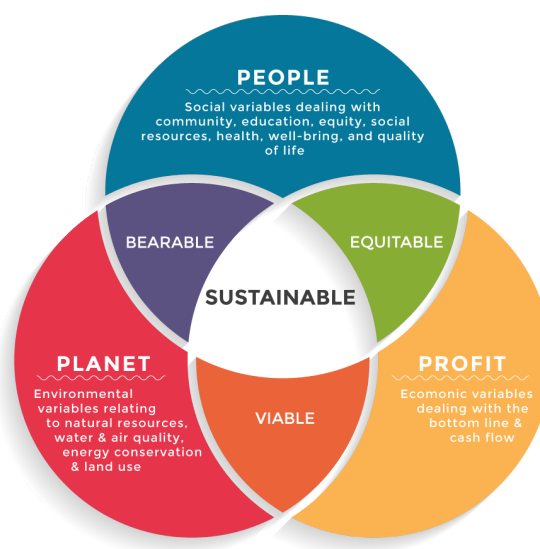 PEOPLE
Social variables dealing with
community, education, equity, social
resources, health, well-bring, and quality
of life
BEARABLE
EQUITABLE
SUSTAINABLE
PLANET
Environmental
variables relating
to natural resources,
water & air quality,
energy conservation
& land use
PROFIT
Ecomonic variables
dealing with the
bottom line &
cash flow
VIABLE